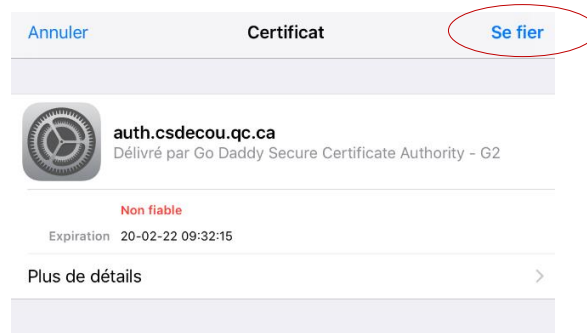 Annuler Certificat Se fier
auth.csdecou.qc.ca
Délivré par Go Daddy Secure Certificate Authority - G2
Non fiable
Expiration 20-02-22 09:32:15
Plus de détails